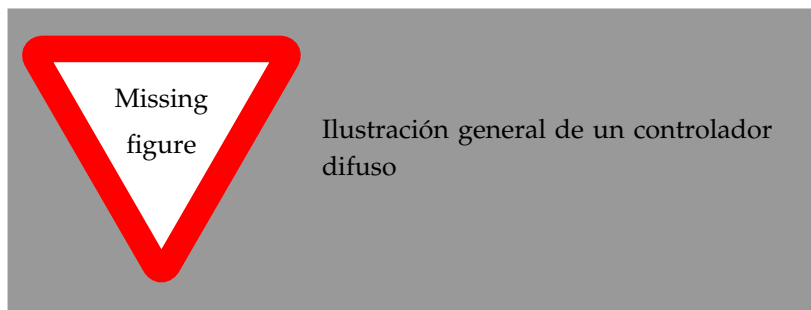 Missing
figure
Ilustración general de un controlador
difuso